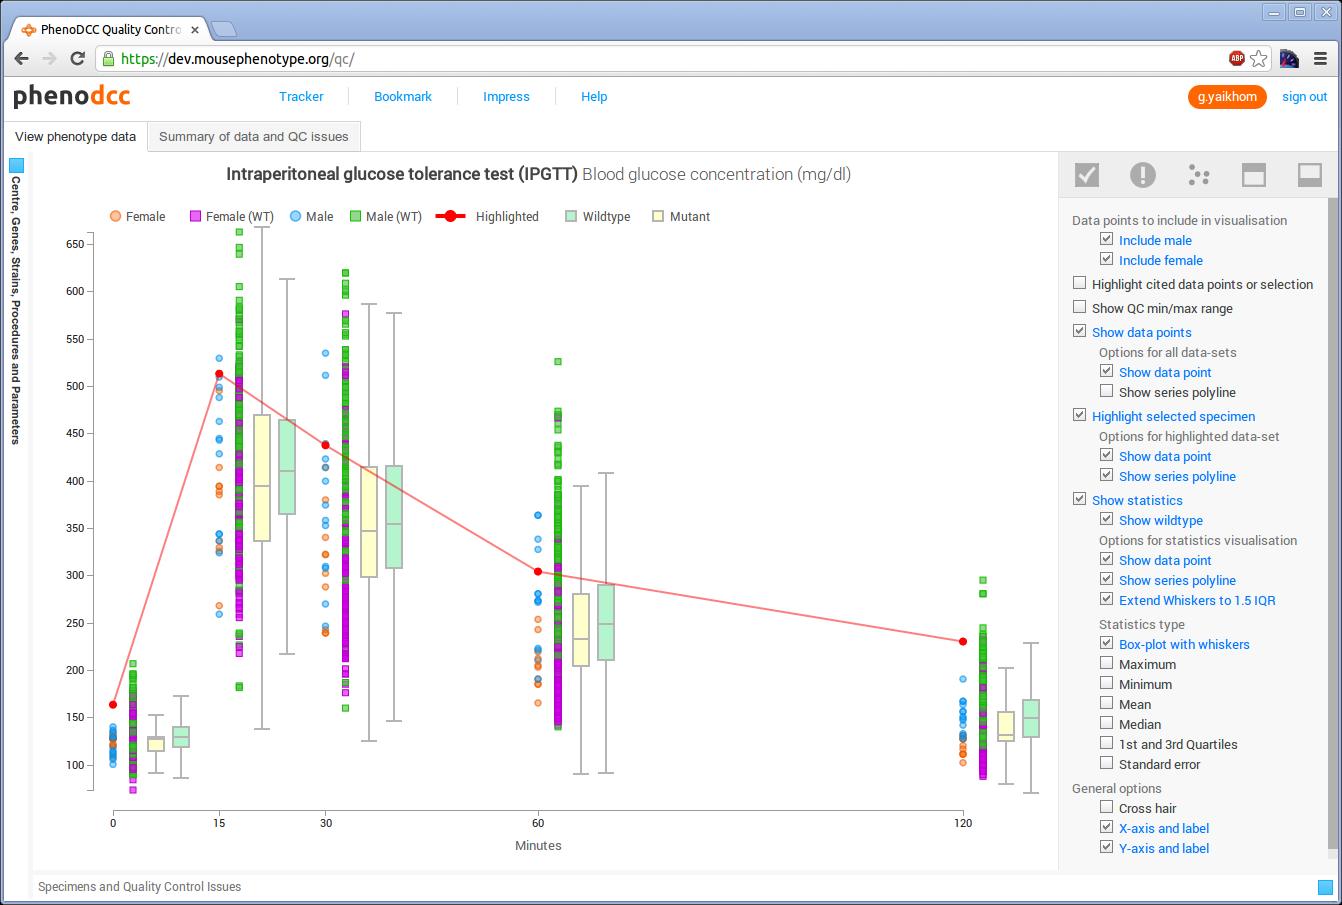 PhenoDCC Quality Contro
https://dev.mousephenotype.org/qc/
ABP
phenodcc
Tracker
Bookmark
Impress
Help
g.yaikhom
sign out
View phenotype data
Summary of data and QC issues
Centre, Genes, Strains, Procedures and Parameters
Intraperitoneal glucose tolerance test (IPGTT) Blood glucose concentration (mg/dl)
Female
Female (WT)
Male
Male (WT)
Highlighted
Wildtype
Mutant
650
600
550
500
450
400
350
300
250
200
150
100
0
15
30
60
120
Minutes
Data points to include in visualisation
Include male
Include female
Highlight cited data points or selection
Show QC min/max range
Show data points
Options for all data-sets
Show data point
Show series polyline
Highlight selected specimen
Options for highlighted data-set
Show data point
Show series polyline
Show statistics
Show wildtype
Options for statistics visualisation
Show data point
Show series polyline
Extend Whiskers to 1.5 IQR
Statistics type
Box-plot with whiskers
Maximum
Minimum
Mean
Median
1st and 3rd Quartiles
Standard error
General options
Cross hair
X-axis and label
Y-axis and label
Specimens and Quality Control Issues